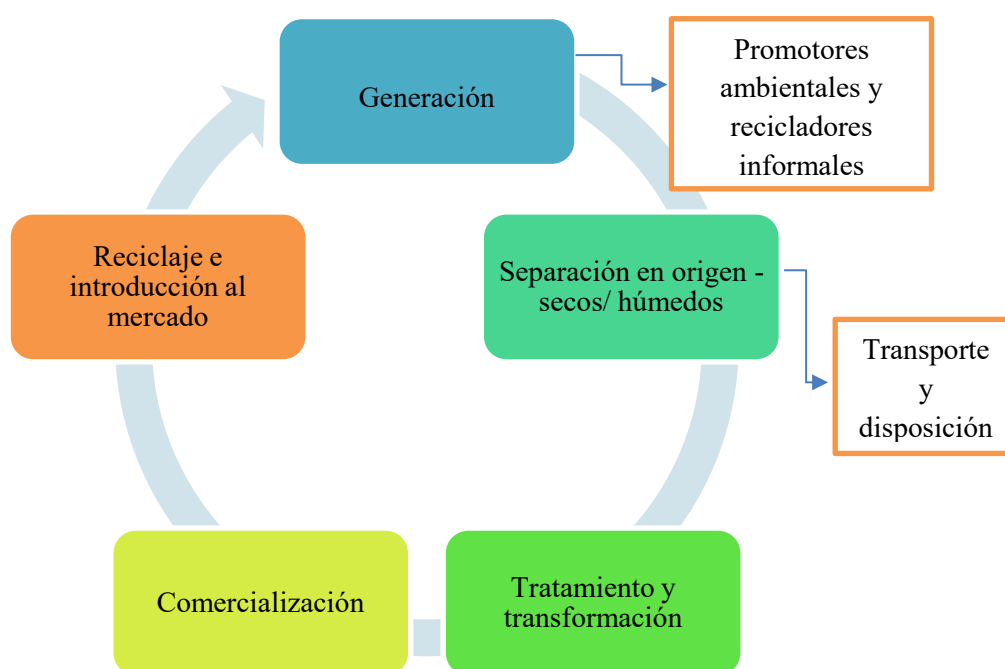 Generación
Promotores
ambientales y
recicladores
informales
Separación en origen -
secos/ húmedos
Transporte
y
disposición
Tratamiento y
transformación
Comercialización
Reciclaje e
introducción al
mercado